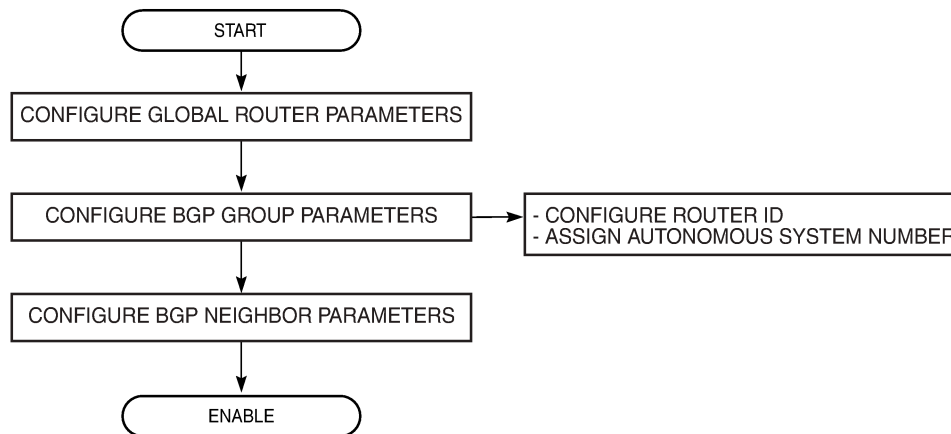 START
CONFIGURE GLOBAL ROUTER PARAMETERS
CONFIGURE BGP GROUP PARAMETERS
- CONFIGURE ROUTER ID
- ASSIGN AUTONOMOUS SYSTEM NUMBER
CONFIGURE BGP NEIGHBOR PARAMETERS
ENABLE